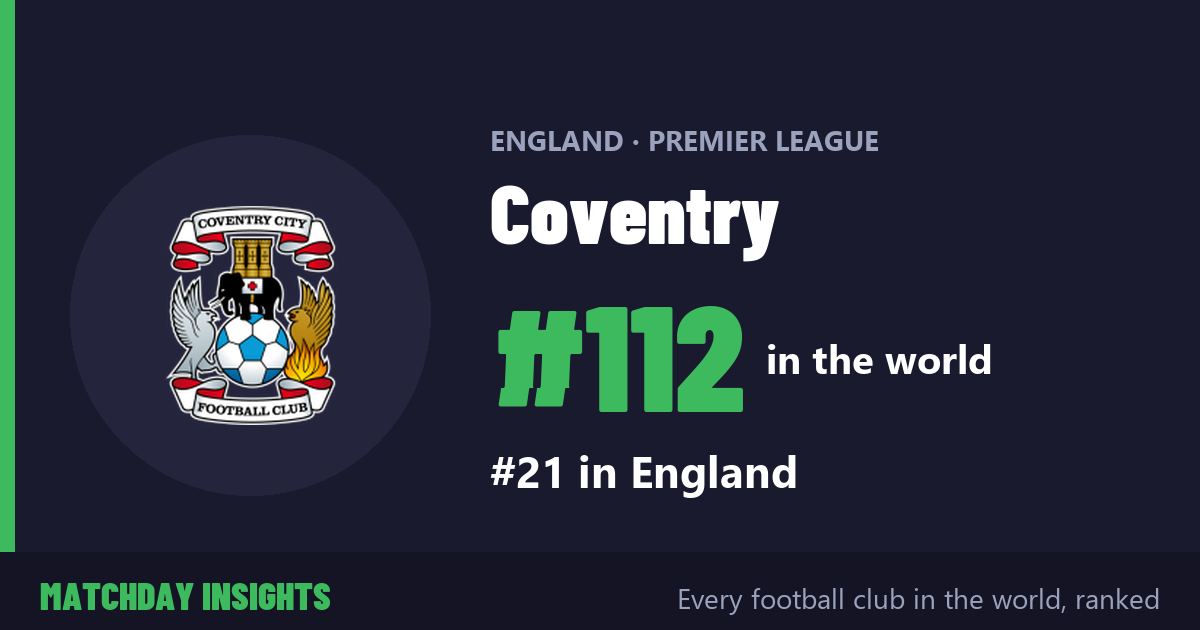 COVENTRY CITY
FOOTBALL CLUB
ENGLAND · PREMIER LEAGUE
Coventry
#112 in the world
#21 in England
MATCHDAY INSIGHTS
Every football club in the world, ranked